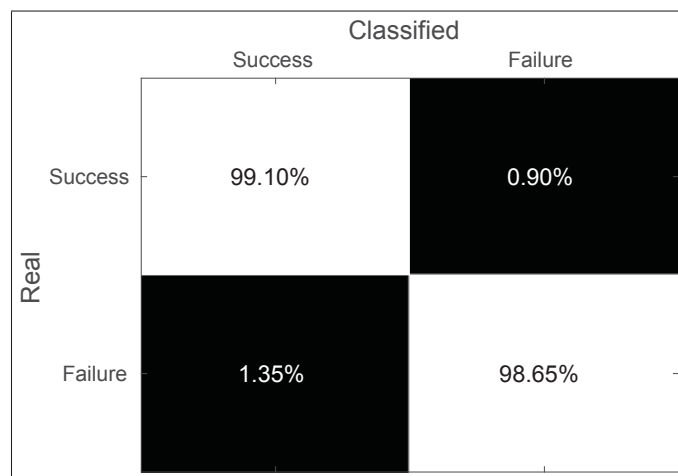 Classified
Success Failure
Success 99.10% 0.90%
Real
Failure 1.35% 98.65%